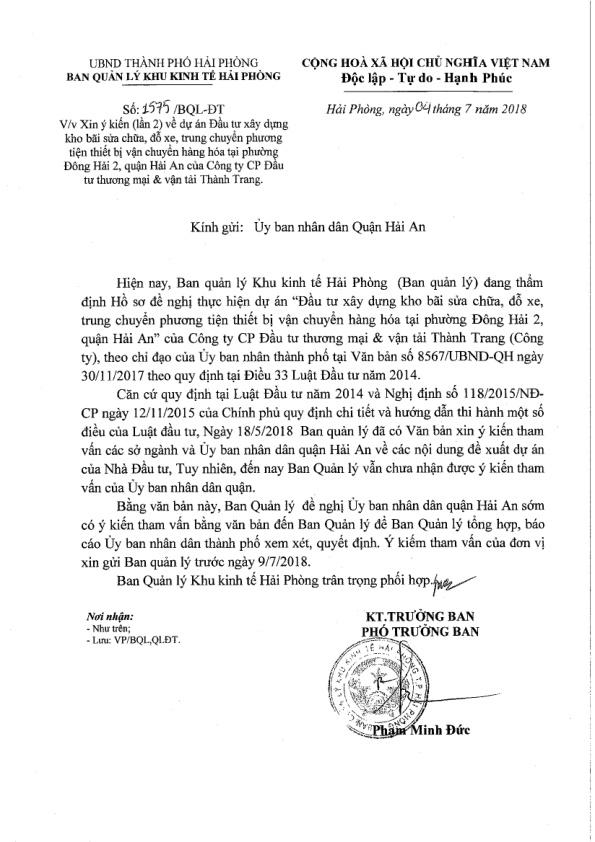 UBND THÀNH PHỐ HẢI PHÒNG
BAN QUẢN LÝ KHU KINH TẾ HẢI PHÒNG
CỘNG HOÀ XÃ HỘI CHỦ NGHĨA VIỆT NAM
Độc lập - Tự do - Hạnh Phúc
Số: 1575 /BQL-ĐT
Hải Phòng, ngày 04 tháng 7 năm 2018
V/v Xin ý kiến (lần 2) về dự án Đầu tư xây dựng
kho bãi sửa chữa, đỗ xe, trung chuyển phương
tiện thiết bị vận chuyển hàng hóa tại phường
Đông Hải 2, quận Hải An của Công ty CP Đầu
tư thương mại & vận tải Thành Trang.
Kính gửi: Ủy ban nhân dân Quận Hải An
Hiện nay, Ban quản lý Khu kinh tế Hải Phòng (Ban quản lý) đang thẩm
định Hồ sơ đề nghị thực hiện dự án “Đầu tư xây dựng kho bãi sửa chữa, đỗ xe,
trung chuyển phương tiện thiết bị vận chuyển hàng hóa tại phường Đông Hải 2,
quận Hải An” của Công ty CP Đầu tư thương mại & vận tải Thành Trang (Công
ty), theo chỉ đạo của Ủy ban nhân thành phố tại Văn bản số 8567/UBND-QH ngày
30/11/2017 theo quy định tại Điều 33 Luật Đầu tư năm 2014.
Căn cứ quy định tại Luật Đầu tư năm 2014 và Nghị định số 118/2015/NĐ-
CP ngày 12/11/2015 của Chính phủ quy định chi tiết và hướng dẫn thi hành một số
điều của Luật đầu tư, Ngày 18/5/2018 Ban quản lý đã có Văn bản xin ý kiến tham
vấn các sở ngành và Ủy ban nhân dân quận Hải An về các nội dung đề xuất dự án
của Nhà Đầu tư, Tuy nhiên, đến nay Ban Quản lý vẫn chưa nhận được ý kiến tham
vấn của Ủy ban nhân dân quận.
Bằng văn bản này, Ban Quản lý đề nghị Ủy ban nhân dân quận Hải An sớm
có ý kiến tham vấn bằng văn bản đến Ban Quản lý để Ban Quản lý tổng hợp, báo
cáo Ủy ban nhân dân thành phố xem xét, quyết định. Ý kiếm tham vấn của đơn vị
xin gửi Ban quản lý trước ngày 9/7/2018.
Ban Quản lý Khu kinh tế Hải Phòng trân trọng phối hợp.
Nơi nhận:
- Như trên;
- Lưu: VP/BQL,QLĐT.
KT.TRƯỞNG BAN
PHÓ TRƯỞNG BAN
Phạm Minh Đức